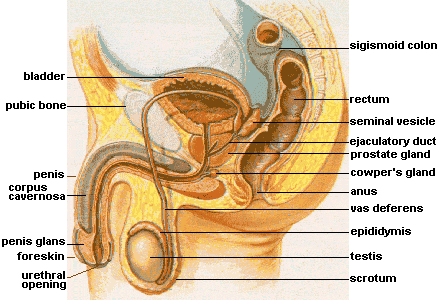 sigismoid colon
bladder
pubic bone
rectum
seminal vesicle
ejaculatory duct
prostate gland
cowper's gland
penis
corpus
cavernosa
anus
vas deferens
penis glans
foreskin
urethral
opening
epididymis
testis
scrotum